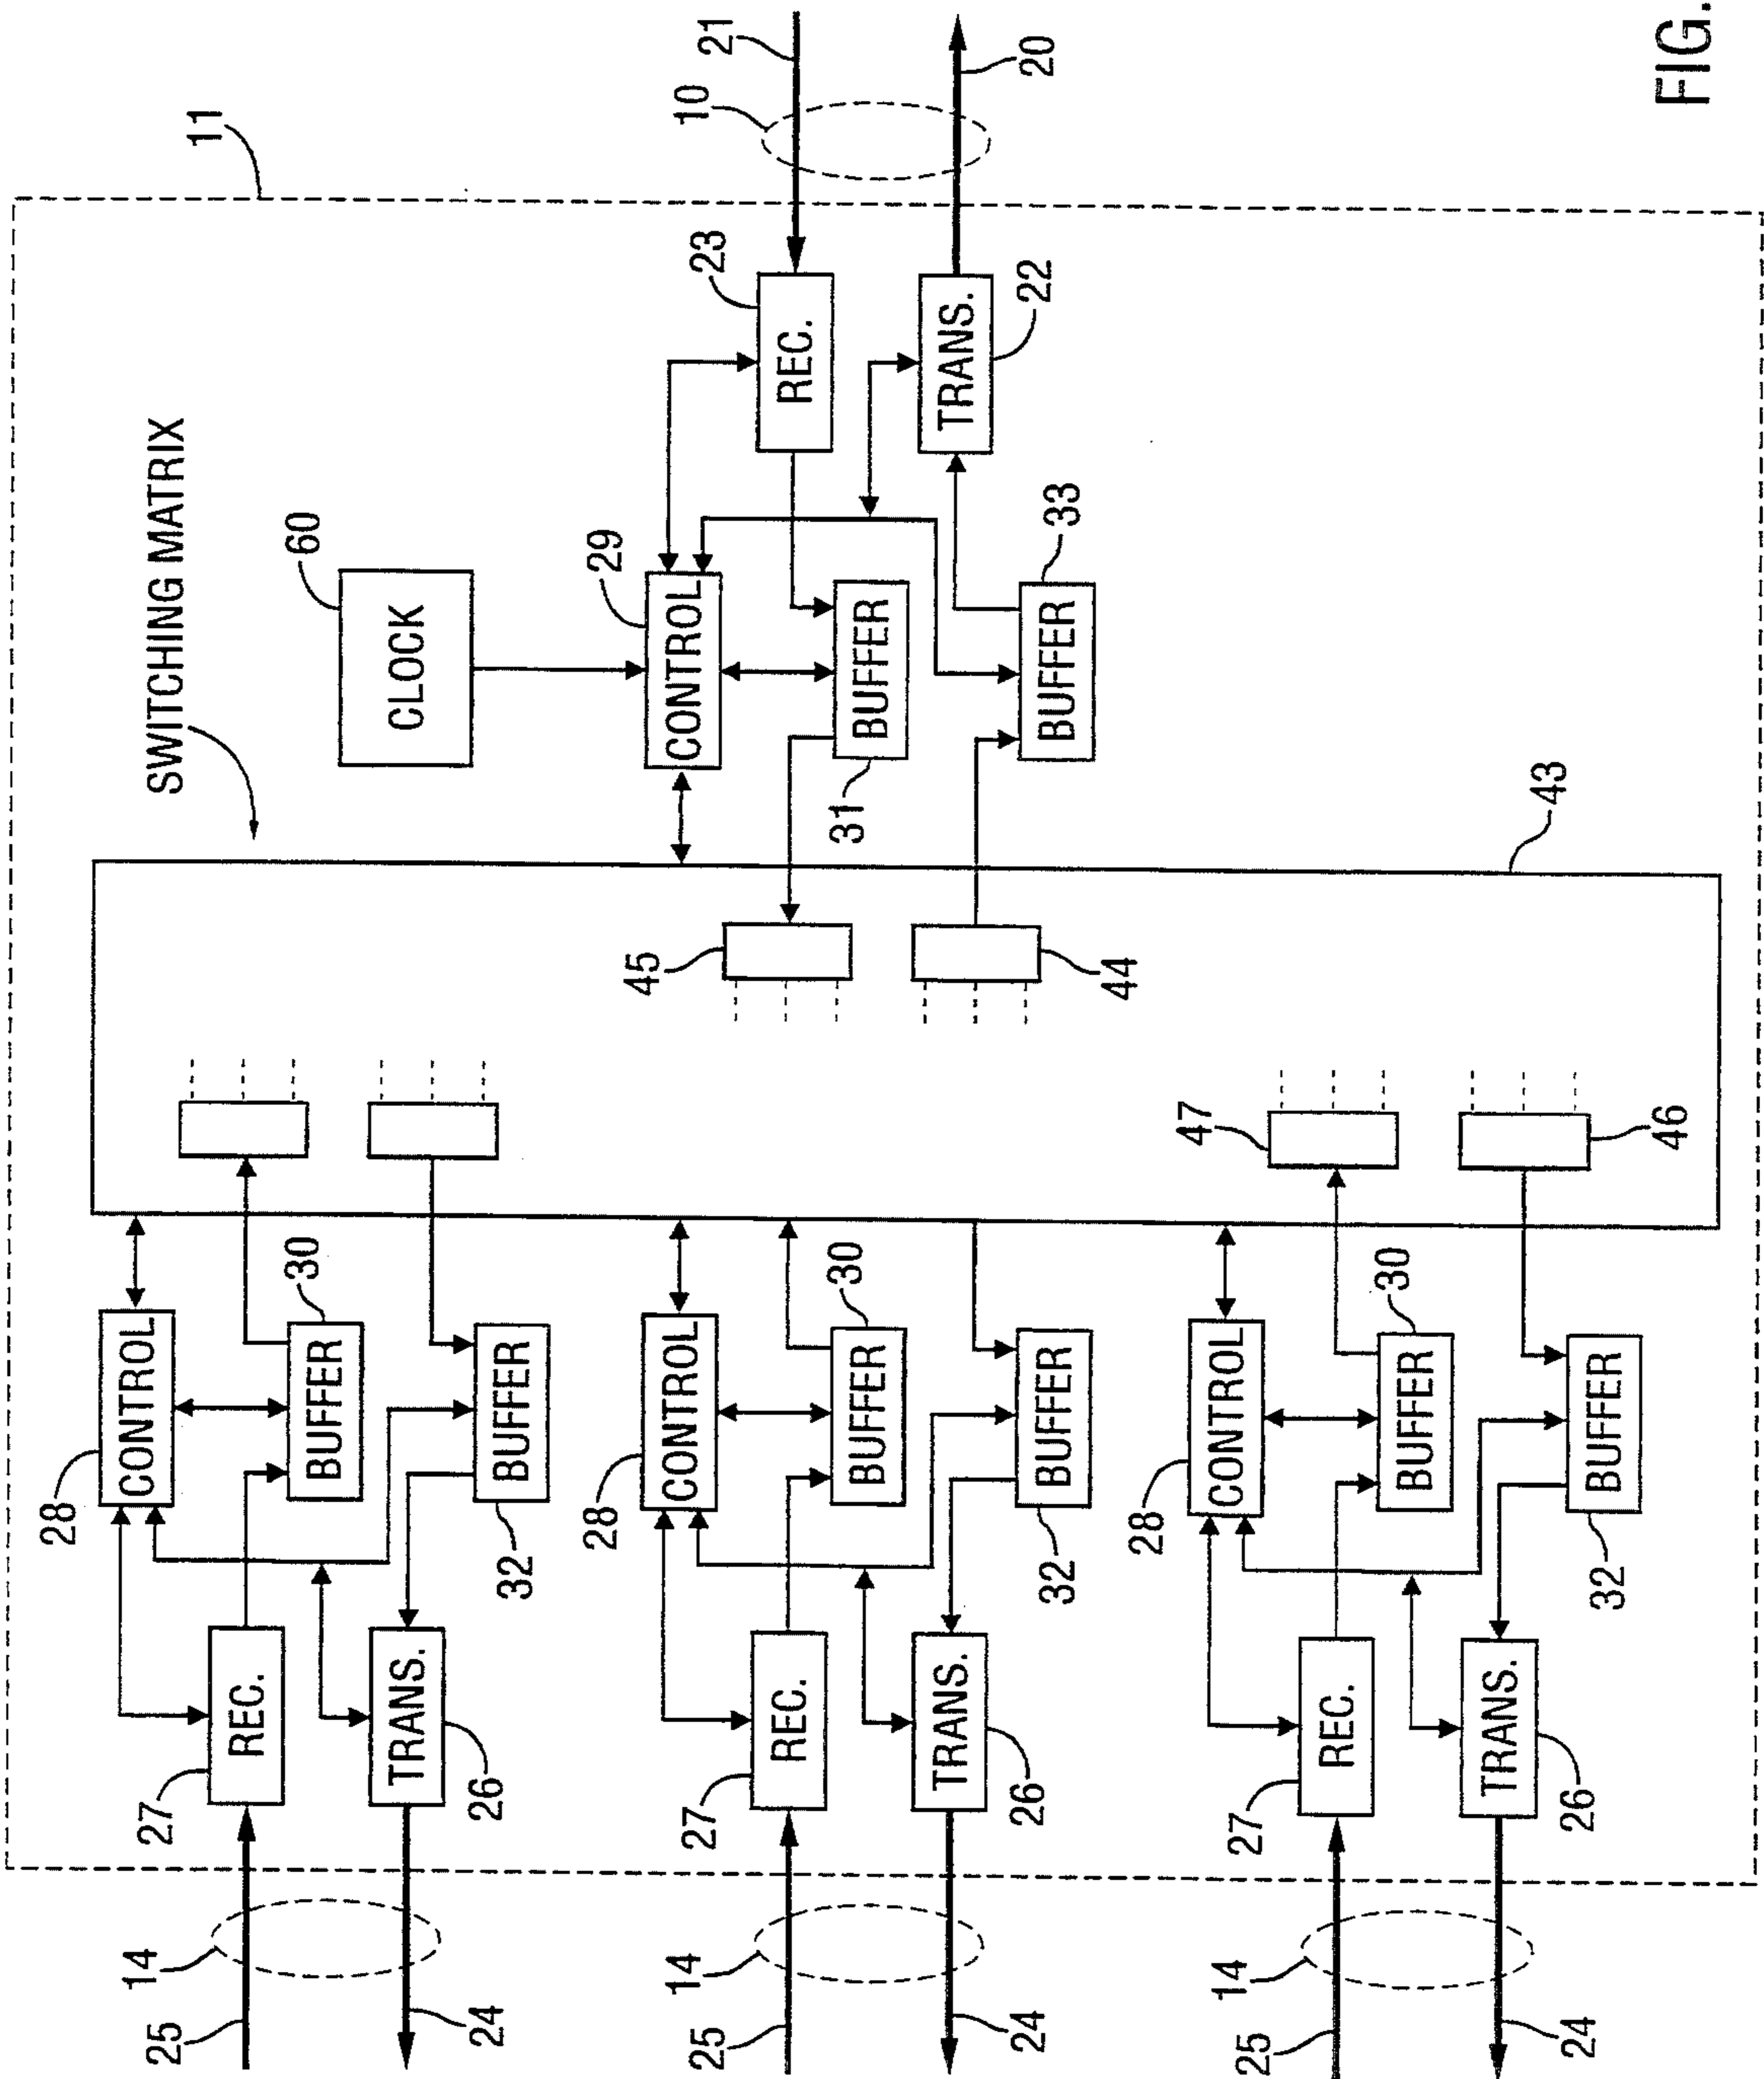 11
SWITCHING MATRIX
10
21
20
60
CLOCK
29
CONTROL
23
REC.
TRANS.
22
BUFFER
31
BUFFER
33
43
45
44
47
46
14
25
24
27
REC.
TRANS.
26
28
CONTROL
BUFFER
30
BUFFER
32
14
25
24
27
REC.
TRANS.
26
28
CONTROL
BUFFER
30
BUFFER
32
14
25
24
27
REC.
TRANS.
26
28
CONTROL
BUFFER
30
BUFFER
32
FIG.